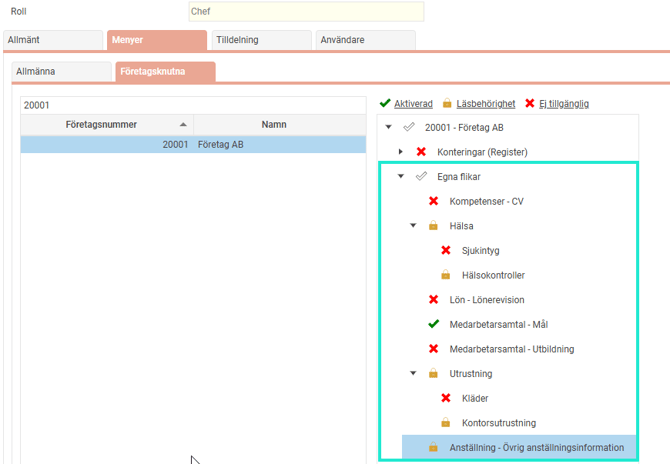 Roll
Chef
Allmänt
Menyer
Tilldelning
Användare
Allmänna
Företagsknutna
20001
Företagsnummer
Namn
20001 Företag AB
Aktiverad
Läsbehörighet
Ej tillgänglig
20001 - Företag AB
Konteringar (Register)
Egna flikar
Kompetenser - CV
Hälsa
Sjukintyg
Hälsokontroller
Lön - Lönerevision
Medarbetarsamtal - Mål
Medarbetarsamtal - Utbildning
Utrustning
Kläder
Kontorsutrustning
Anställning - Övrig anställningsinformation